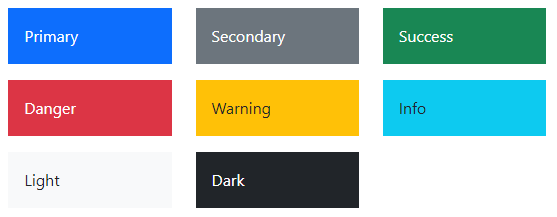 Primary
Secondary
Success
Danger
Warning
Info
Light
Dark